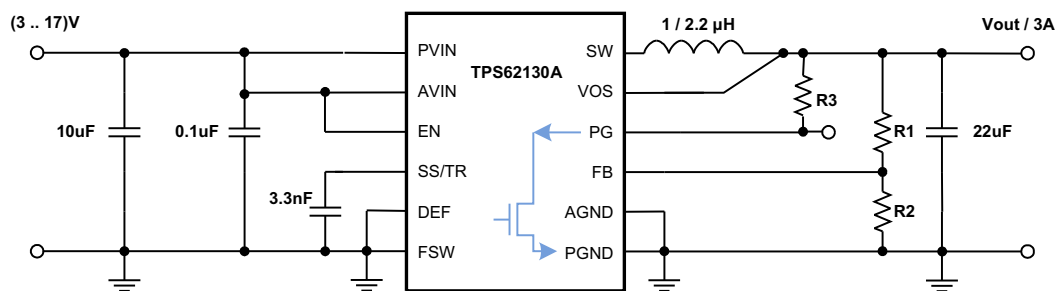 (3 .. 17)V
1 / 2.2 µH
Vout / 3A
TPS62130A
PVIN
AVIN
EN
SS/TR
DEF
FSW
SW
VOS
PG
FB
AGND
PGND
10uF
0.1uF
3.3nF
R3
R1
R2
22uF